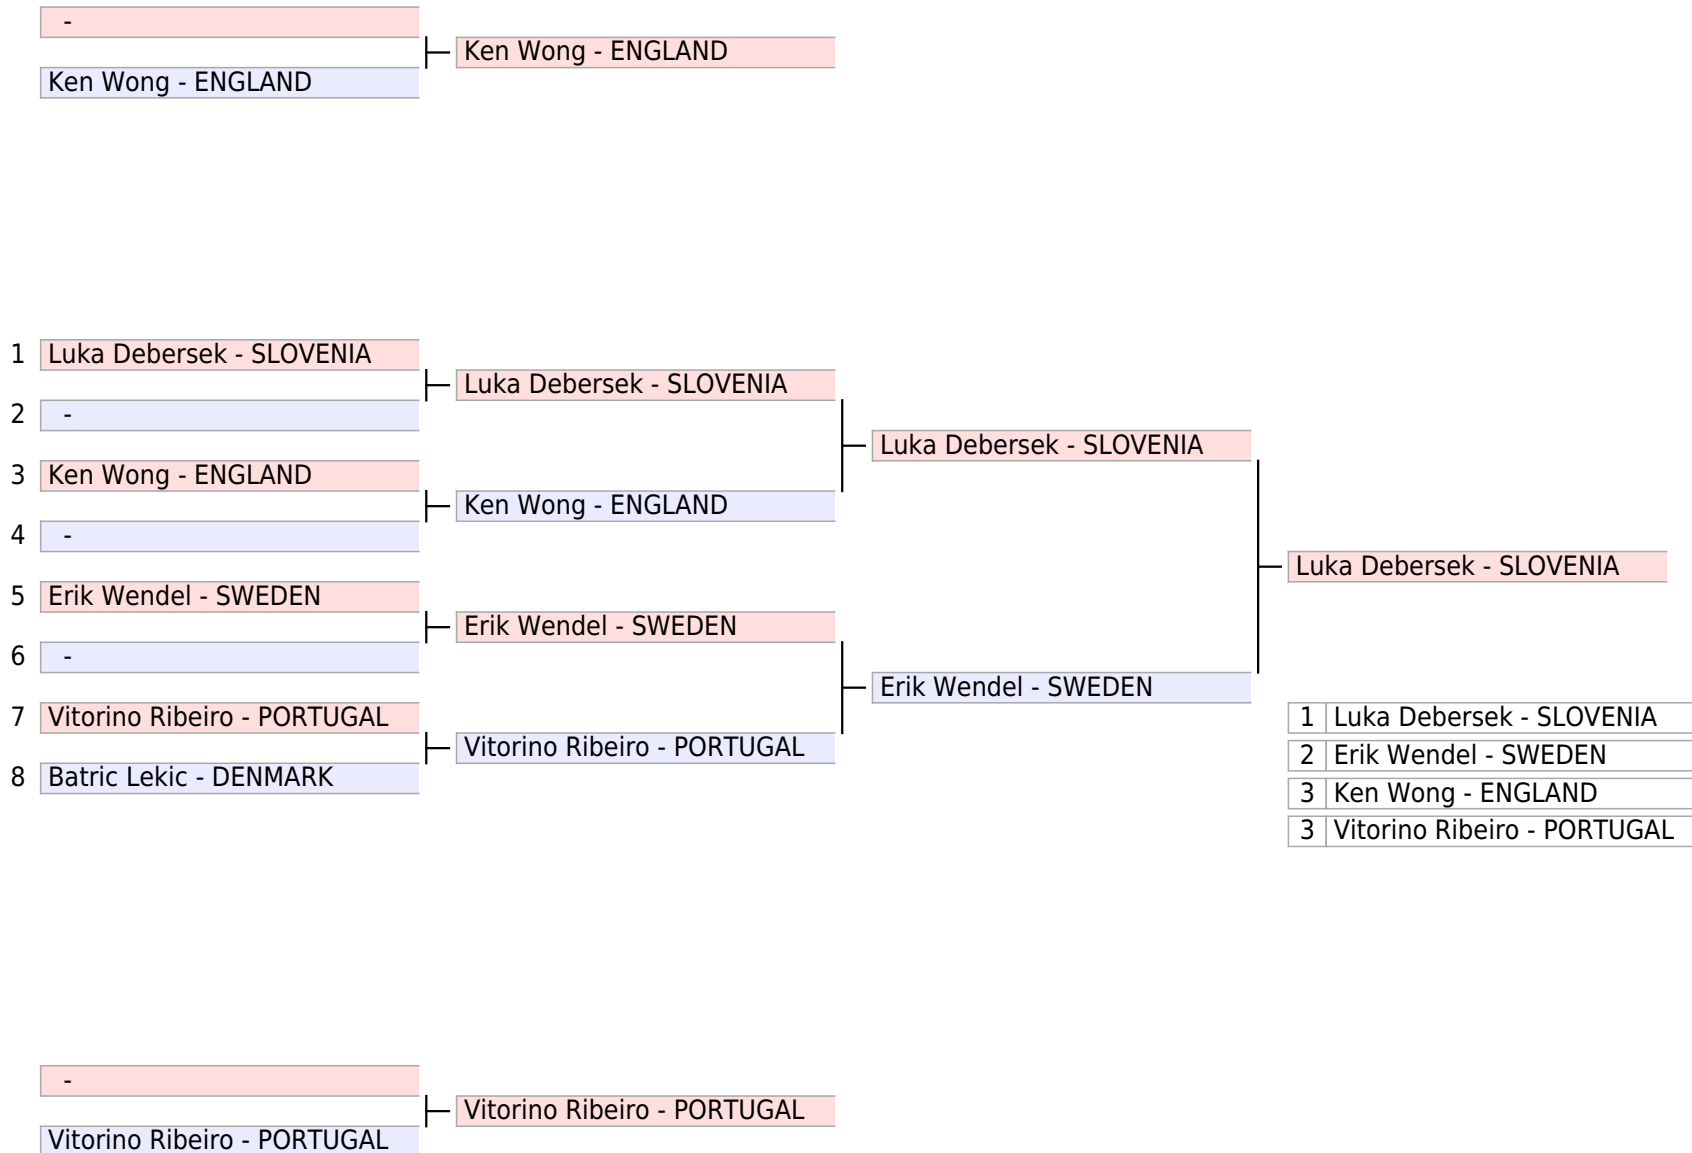 -
Ken Wong - ENGLAND
Ken Wong - ENGLAND
1 Luka Debersek - SLOVENIA
Luka Debersek - SLOVENIA
2 -
Luka Debersek - SLOVENIA
3 Ken Wong - ENGLAND
Ken Wong - ENGLAND
4 -
Luka Debersek - SLOVENIA
5 Erik Wendel - SWEDEN
Erik Wendel - SWEDEN
6 -
Erik Wendel - SWEDEN
7 Vitorino Ribeiro - PORTUGAL
Vitorino Ribeiro - PORTUGAL
8 Batric Lekic - DENMARK
1 Luka Debersek - SLOVENIA
2 Erik Wendel - SWEDEN
3 Ken Wong - ENGLAND
3 Vitorino Ribeiro - PORTUGAL
-
Vitorino Ribeiro - PORTUGAL
Vitorino Ribeiro - PORTUGAL